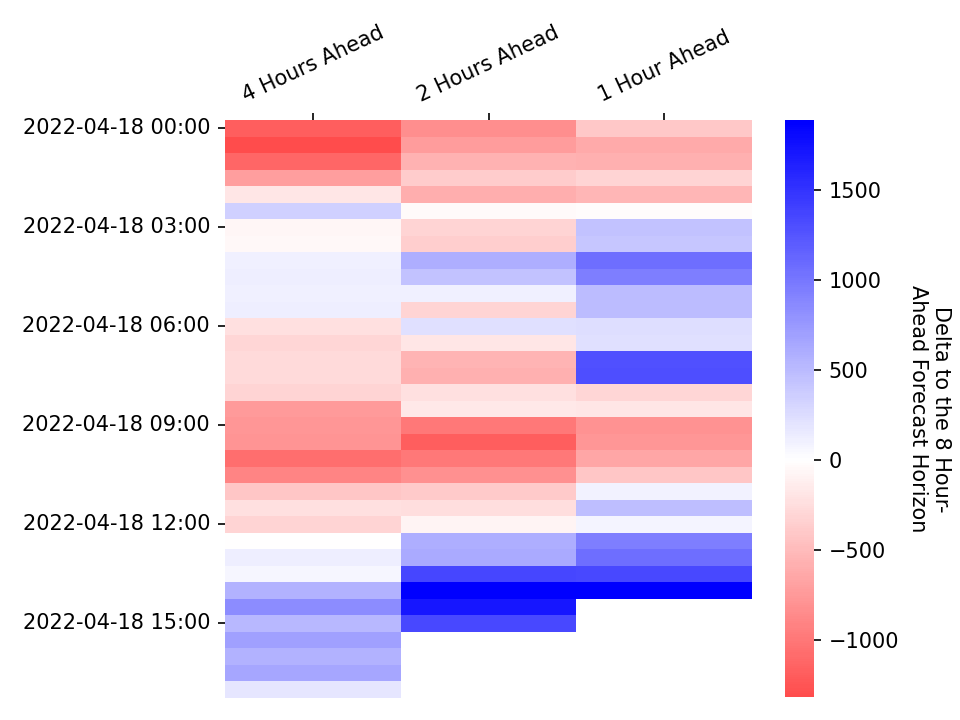 4 Hours Ahead
2 Hours Ahead
1 Hour Ahead
2022-04-18 00:00
2022-04-18 03:00
2022-04-18 06:00
2022-04-18 09:00
2022-04-18 12:00
2022-04-18 15:00
1500
1000
500
0
−500
−1000
Delta to the 8 Hour-
Ahead Forecast Horizon